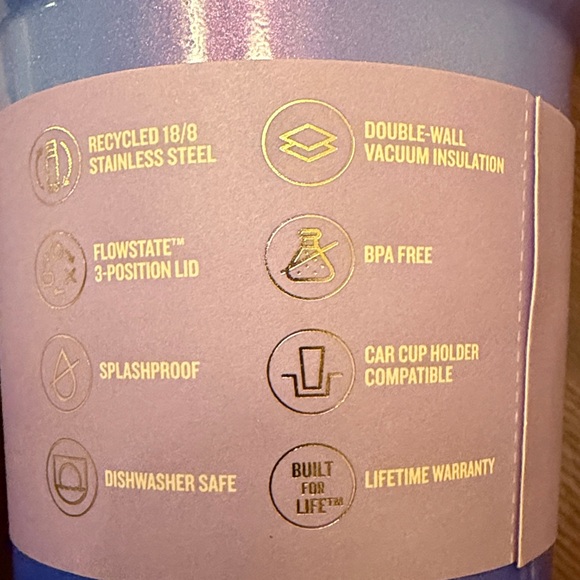 RECYCLED 18/8
STAINLESS STEEL
DOUBLE-WALL
VACUUM INSULATION
FLOWSTATE™
3-POSITION LID
BPA FREE
SPLASHPROOF
CAR CUP HOLDER
COMPATIBLE
DISHWASHER SAFE
BUILT
FOR
LIFE™
LIFETIME WARRANTY